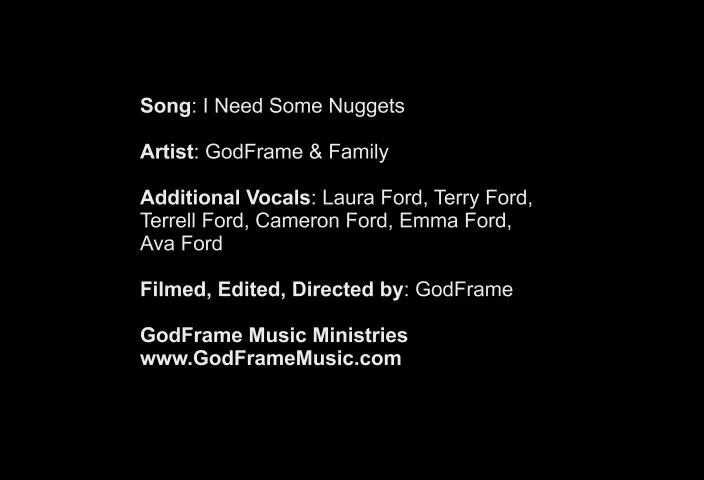 Song: I Need Some Nuggets
Artist: GodFrame & Family
Additional Vocals: Laura Ford, Terry Ford,
Terrell Ford, Cameron Ford, Emma Ford,
Ava Ford
Filmed, Edited, Directed by: GodFrame
GodFrame Music Ministries
www.GodFrameMusic.com